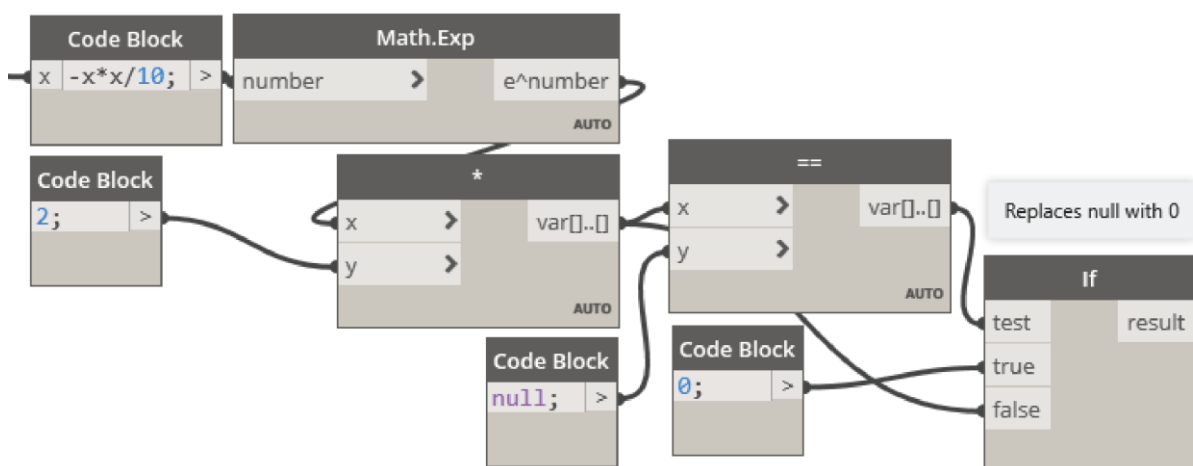 Code Block
x -x*x/10; >
Math.Exp
number > e^number
AUTO
Code Block
2; >
*
x > var[]..[]
y >
AUTO
==
x > var[]..[]
y >
AUTO
Code Block
null; >
Code Block
0; >
Replaces null with 0
If
test result
true
false